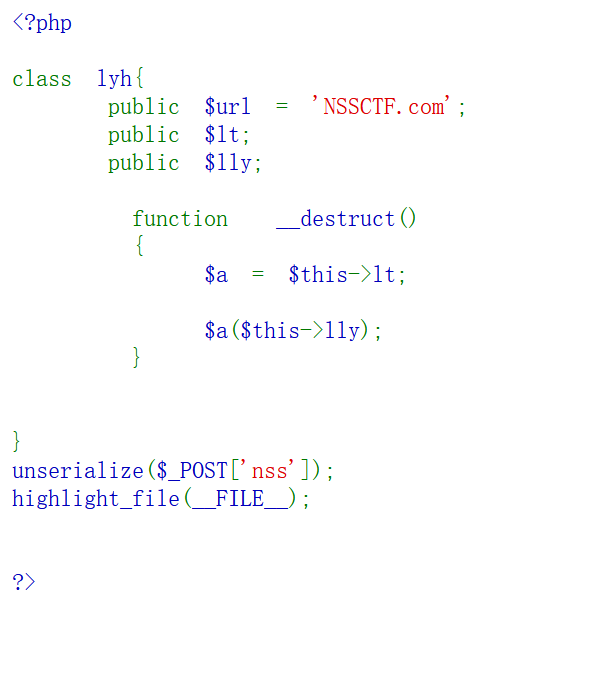 <?php
class lyh{
public $url = 'NSSCTF.com';
public $lt;
public $lly;
function __destruct()
{
$a = $this->lt;
$a($this->lly);
}
}
unserialize($_POST['nss']);
highlight_file(__FILE__);
?>